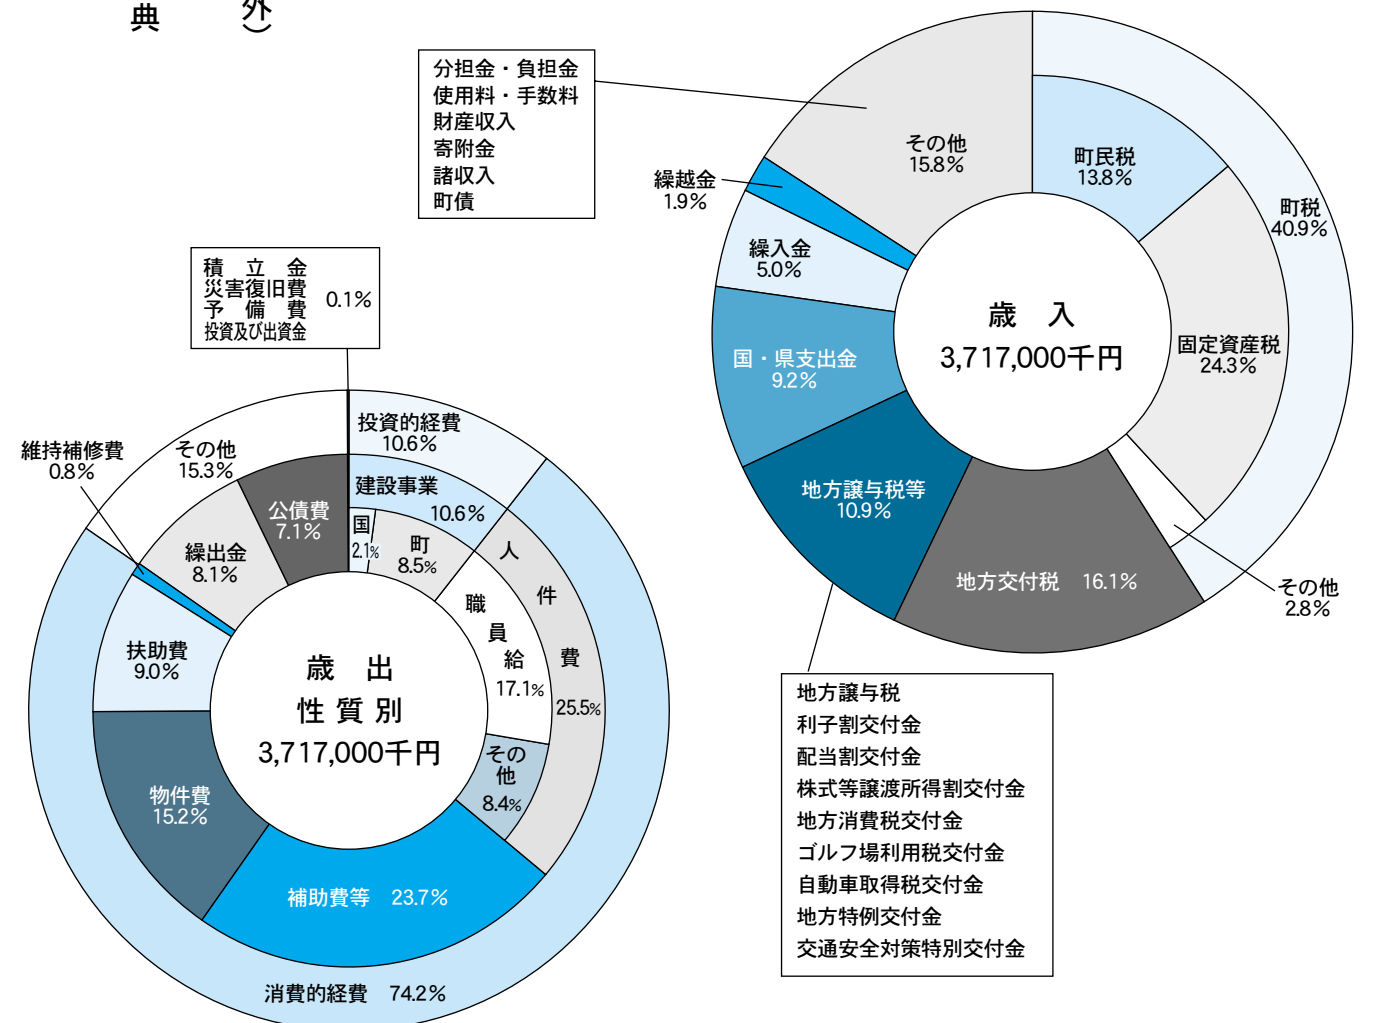 典
外）
分担金・負担金
使用料・手数料
財産収入
寄附金
諸収入
町債
その他
15.8%
繰越金
1.9%
繰入金
5.0%
国・県支出金
9.2%
地方譲与税等
10.9%
地方交付税 16.1%
その他
2.8%
固定資産税
24.3%
町民税
13.8%
町税
40.9%
歳 入
3,717,000千円
地方譲与税
利子割交付金
配当割交付金
株式等譲渡所得割交付金
地方消費税交付金
ゴルフ場利用税交付金
自動車取得税交付金
地方特例交付金
交通安全対策特別交付金
積立金
災害復旧費
予備費
投資及び出資金
0.1%
投資的経費
10.6%
建設事業
10.6%
国
2.1%
町
8.5%
人件費
25.5%
職員給
17.1%
その
他
8.4%
補助費等 23.7%
物件費
15.2%
扶助費
9.0%
維持補修費
0.8%
その他
15.3%
繰出金
8.1%
公債費
7.1%
消費的経費 74.2%
歳 出
性質別
3,717,000千円